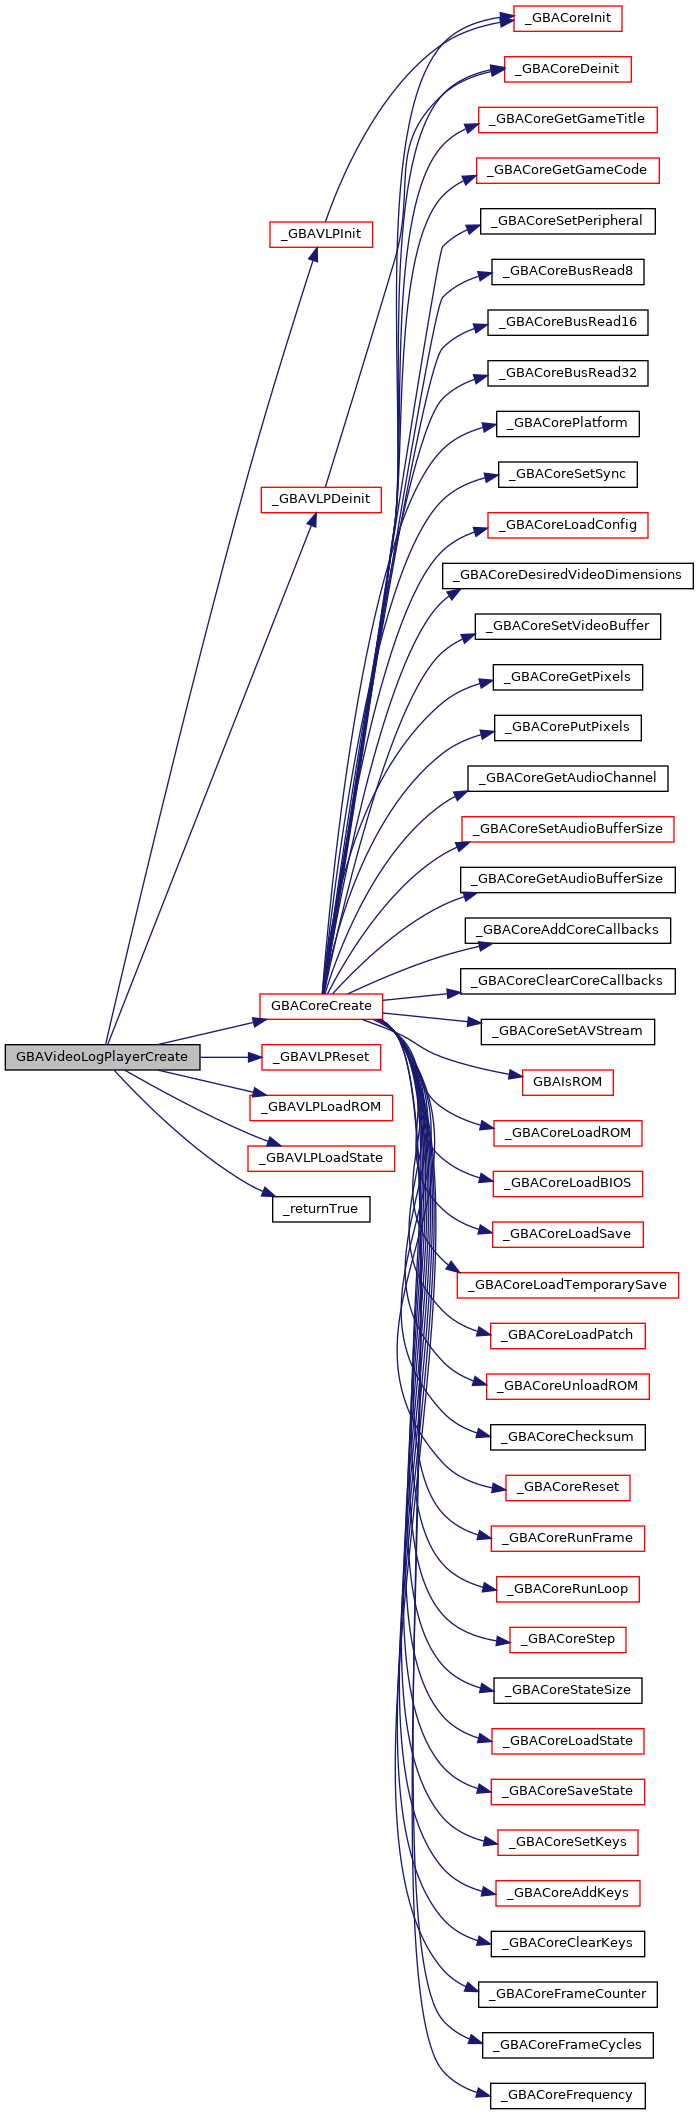 _GBACoreInit
_GBACoreDeinit
_GBACoreGetGameTitle
_GBACoreGetGameCode
_GBACoreSetPeripheral
_GBAVLPInit
_GBACoreBusRead8
_GBACoreBusRead16
_GBACoreBusRead32
_GBACorePlatform
_GBACoreSetSync
_GBAVLPDeinit
_GBACoreLoadConfig
_GBACoreDesiredVideoDimensions
_GBACoreSetVideoBuffer
_GBACoreGetPixels
_GBACorePutPixels
_GBACoreGetAudioChannel
_GBACoreSetAudioBufferSize
_GBACoreGetAudioBufferSize
_GBACoreAddCoreCallbacks
_GBACoreClearCoreCallbacks
GBACoreCreate
_GBACoreSetAVStream
GBAVideoLogPlayerCreate
_GBAVLPReset
GBAIsROM
_GBAVLPLoadROM
_GBACoreLoadROM
_GBAVLPLoadState
_GBACoreLoadBIOS
_returnTrue
_GBACoreLoadSave
_GBACoreLoadTemporarySave
_GBACoreLoadPatch
_GBACoreUnloadROM
_GBACoreChecksum
_GBACoreReset
_GBACoreRunFrame
_GBACoreRunLoop
_GBACoreStep
_GBACoreStateSize
_GBACoreLoadState
_GBACoreSaveState
_GBACoreSetKeys
_GBACoreAddKeys
_GBACoreClearKeys
_GBACoreFrameCounter
_GBACoreFrameCycles
_GBACoreFrequency